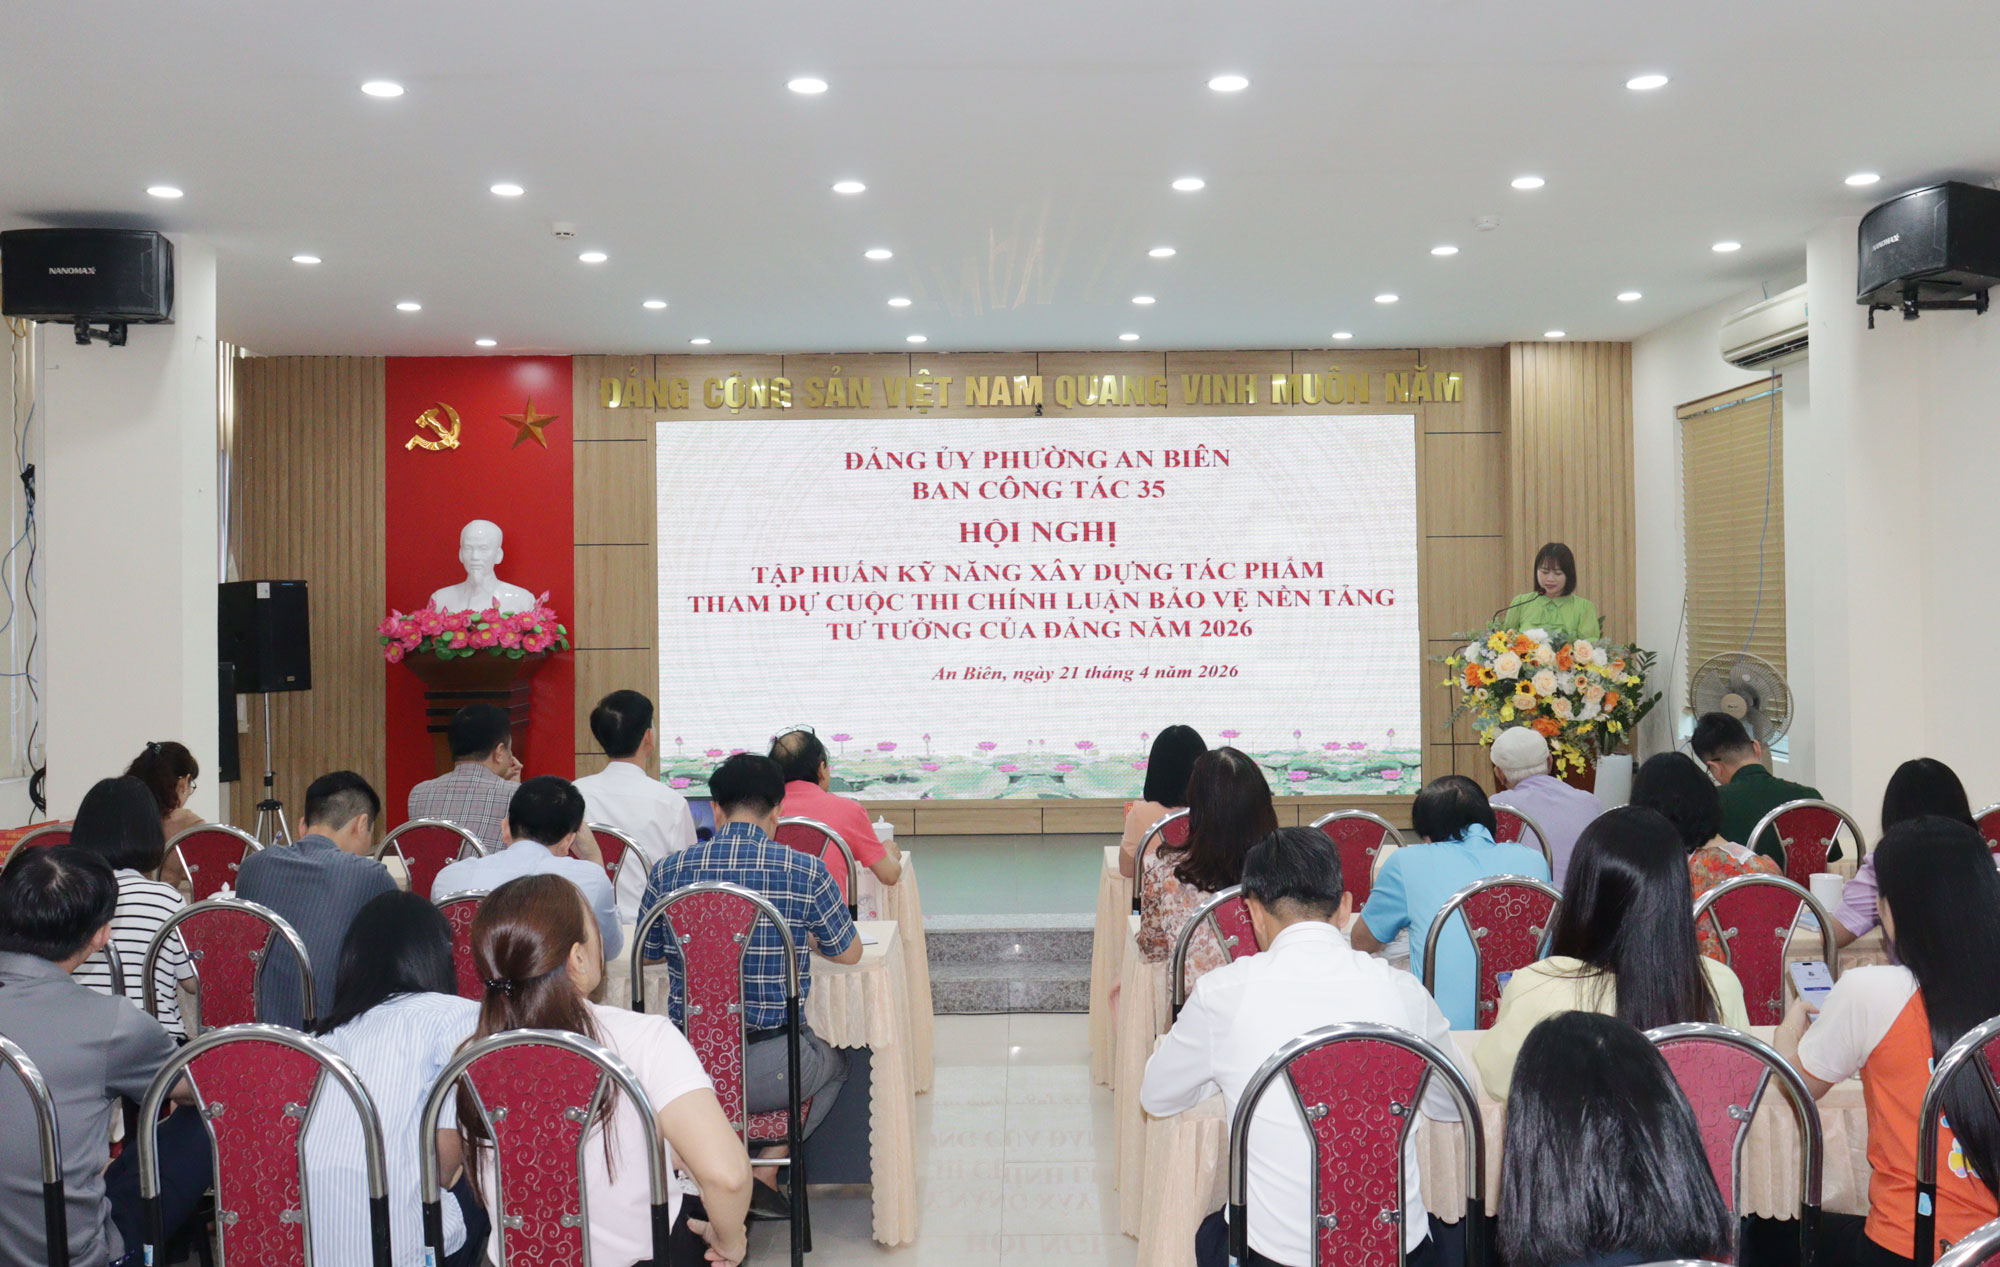 NANOMAX
ĐẢNG CỘNG SẢN VIỆT NAM QUANG VINH MUÔN NĂM
ĐẢNG ỦY PHƯỜNG AN BIÊN
BAN CÔNG TÁC 35
HỘI NGHỊ
TẬP HUẤN KỸ NĂNG XÂY DỰNG TÁC PHẨM
THAM DỰ CUỘC THI CHÍNH LUẬN BẢO VỆ NỀN TẢNG
TƯ TƯỞNG CỦA ĐẢNG NĂM 2026
An Biên, ngày 21 tháng 4 năm 2026
NANOMAX